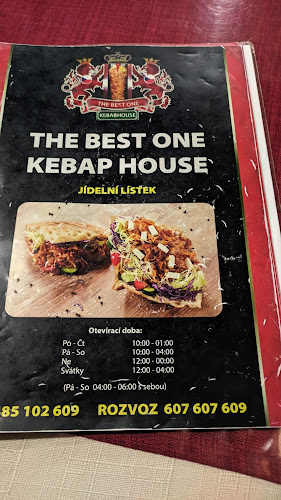 THE BEST ONE
KEBABHOUSE
THE BEST ONE
KEBAP HOUSE
JÍDELNÍ LÍSTEK
Otevírací doba:
Po - Čt 10:00 - 01:00
Pá - So 10:00 - 04:00
Ne 12:00 - 00:00
Svátky 12:00 - 04:00
(Pá - So 04:00 - 06:00 s sebou)
85 102 609 ROZVOZ 607 607 609